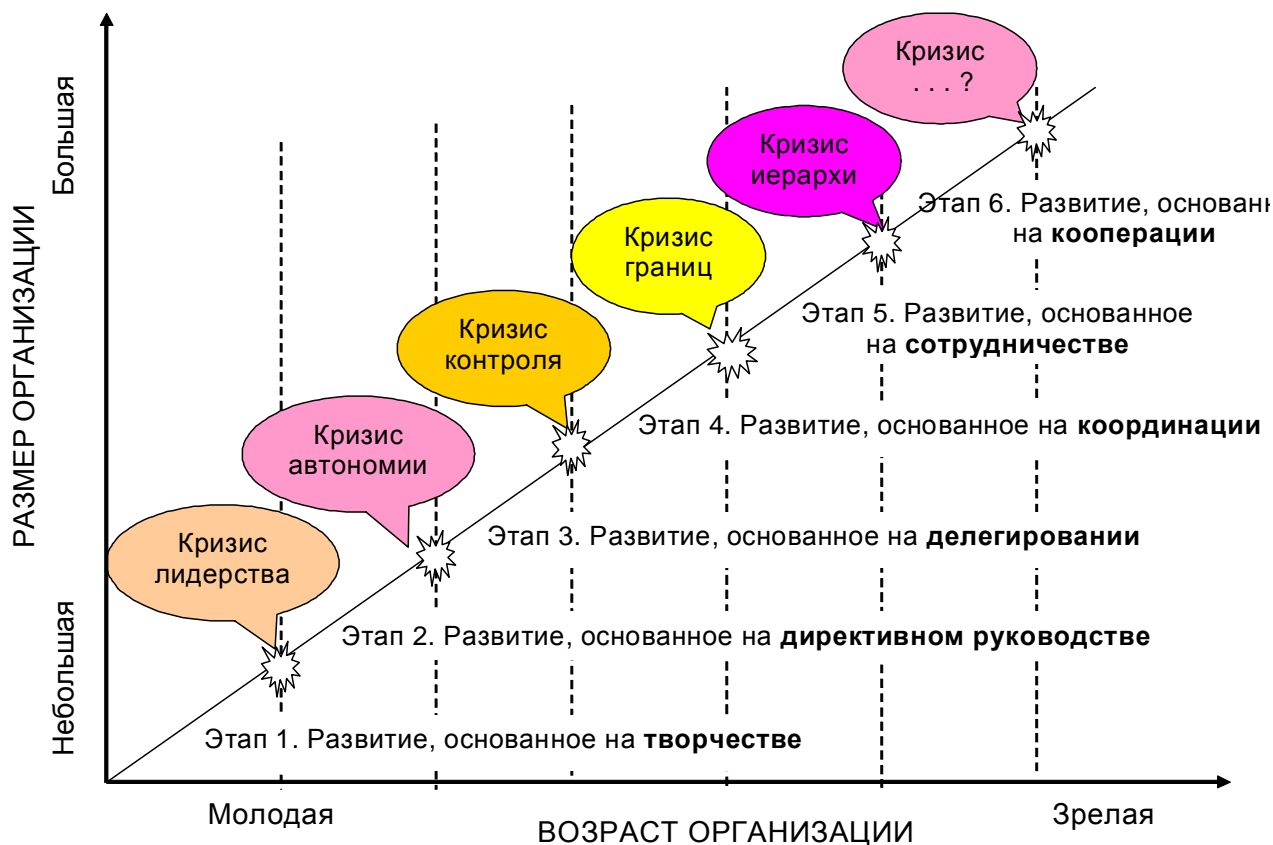 Кризис
. . . ?
Кризис
иерархи
Кризис
границ
Кризис
контроля
Кризис
автономии
Кризис
лидерства
Этап 6. Развитие, основанн
на кооперации
Этап 5. Развитие, основанное
на сотрудничестве
Этап 4. Развитие, основанное на координации
Этап 3. Развитие, основанное на делегировании
Этап 2. Развитие, основанное на директивном руководстве
Этап 1. Развитие, основанное на творчестве
РАЗМЕР ОРГАНИЗАЦИИ
Большая
Небольшая
Молодая
ВОЗРАСТ ОРГАНИЗАЦИИ
Зрелая